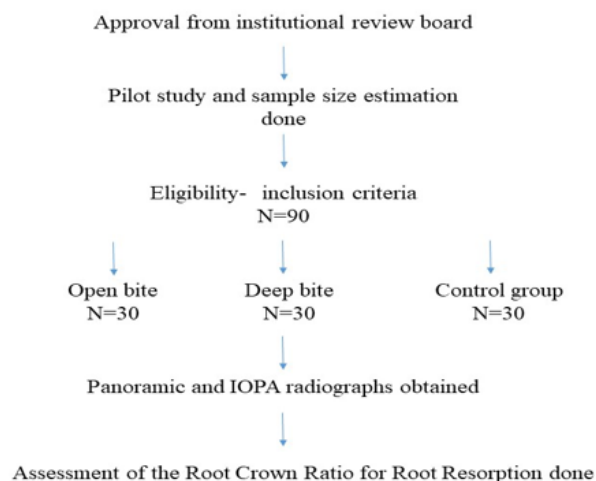 Approval from institutional review board
Pilot study and sample size estimation
done
Eligibility- inclusion criteria
N=90
Open bite
N=30
Deep bite
N=30
Control group
N=30
Panoramic and IOPA radiographs obtained
Assessment of the Root Crown Ratio for Root Resorption done